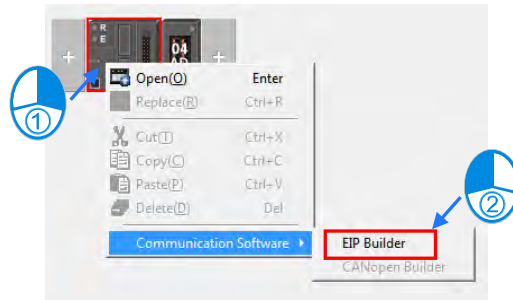 R
E
04
AD
+
+
Open(O) Enter
Replace(R) Ctrl+R
Cut(T) Ctrl+X
Copy(C) Ctrl+C
Paste(P) Ctrl+V
Delete(D) Del
Communication Software
EIP Builder
CANopen Builder
1
2